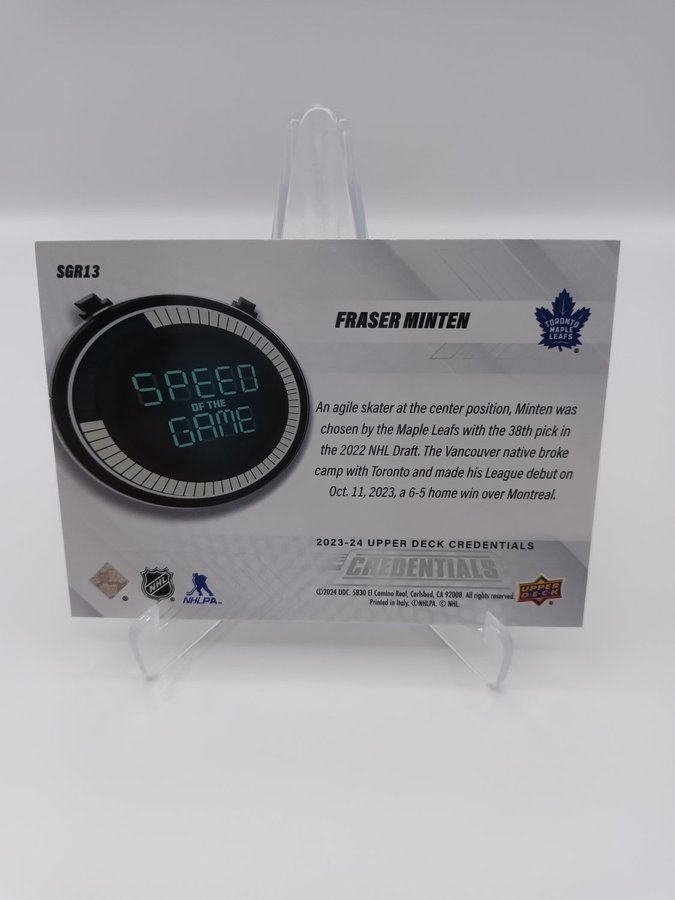 SGR13
FRASER MINTEN
TORONTO
MAPLE
LEAFS
SPEED
OF THE
GAME
An agile skater at the center position, Minten was
chosen by the Maple Leafs with the 38th pick in
the 2022 NHL Draft. The Vancouver native broke
camp with Toronto and made his League debut on
Oct. 11, 2023, a 6-5 home win over Montreal.
2023-24 UPPER DECK CREDENTIALS
CREDENTIALS
NHL
NHLPA
©2024 UDC. 5830 El Camino Real, Carlsbad, CA 92008. All rights reserved.
Printed in Italy. ©NHLPA. © NHL.
UPPER
DECK